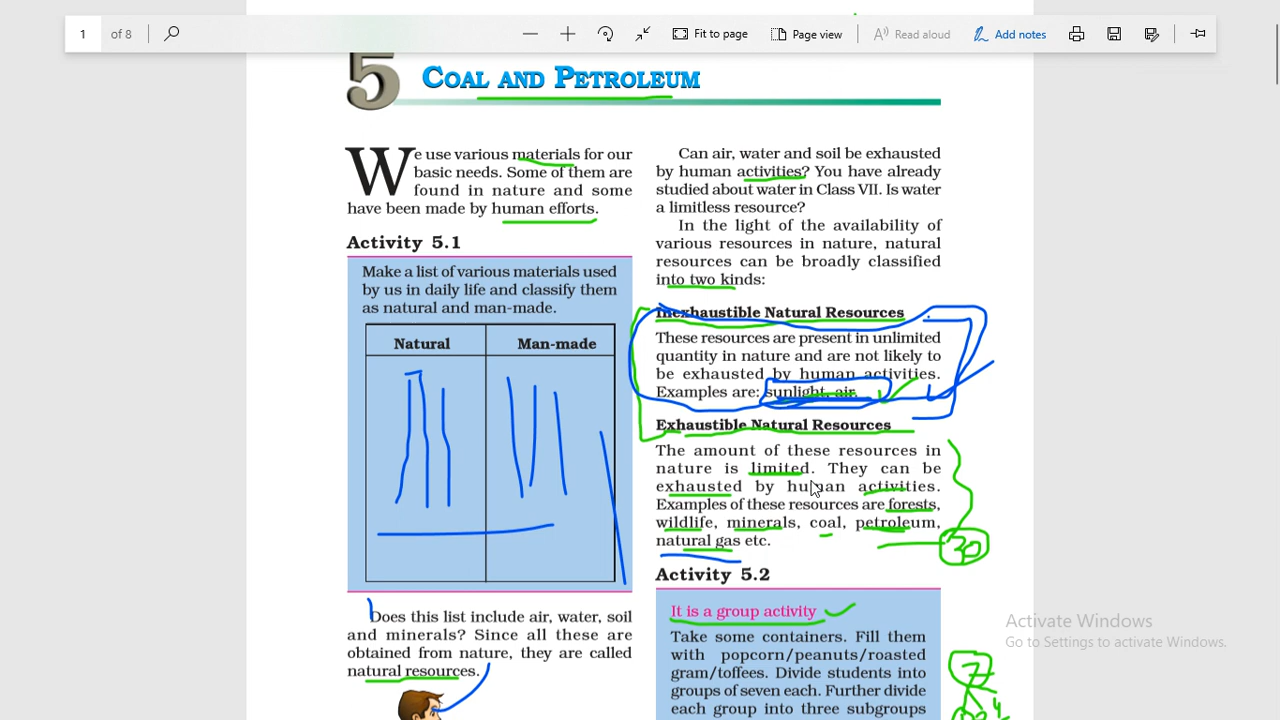 1 of 8
Fit to page
Page view
Read aloud
Add notes
5 COAL AND PETROLEUM
We use various materials for our
basic needs. Some of them are
found in nature and some
have been made by human efforts.
Activity 5.1
Make a list of various materials used
by us in daily life and classify them
as natural and man-made.
Natural Man-made
Does this list include air, water, soil
and minerals? Since all these are
obtained from nature, they are called
natural resources.
Can air, water and soil be exhausted
by human activities? You have already
studied about water in Class VII. Is water
a limitless resource?
In the light of the availability of
various resources in nature, natural
resources can be broadly classified
into two kinds:
Inexhaustible Natural Resources
These resources are present in unlimited
quantity in nature and are not likely to
be exhausted by human activities.
Examples are: sunlight, air.
Exhaustible Natural Resources
The amount of these resources in
nature is limited. They can be
exhausted by human activities.
Examples of these resources are forests,
wildlife, minerals, coal, petroleum,
natural gas etc.
30
Activity 5.2
It is a group activity
Take some containers. Fill them
with popcorn/peanuts/roasted
gram/toffees. Divide students into
groups of seven each. Further divide
each group into three subgroups
7
Activate Windows
Go to Settings to activate Windows.